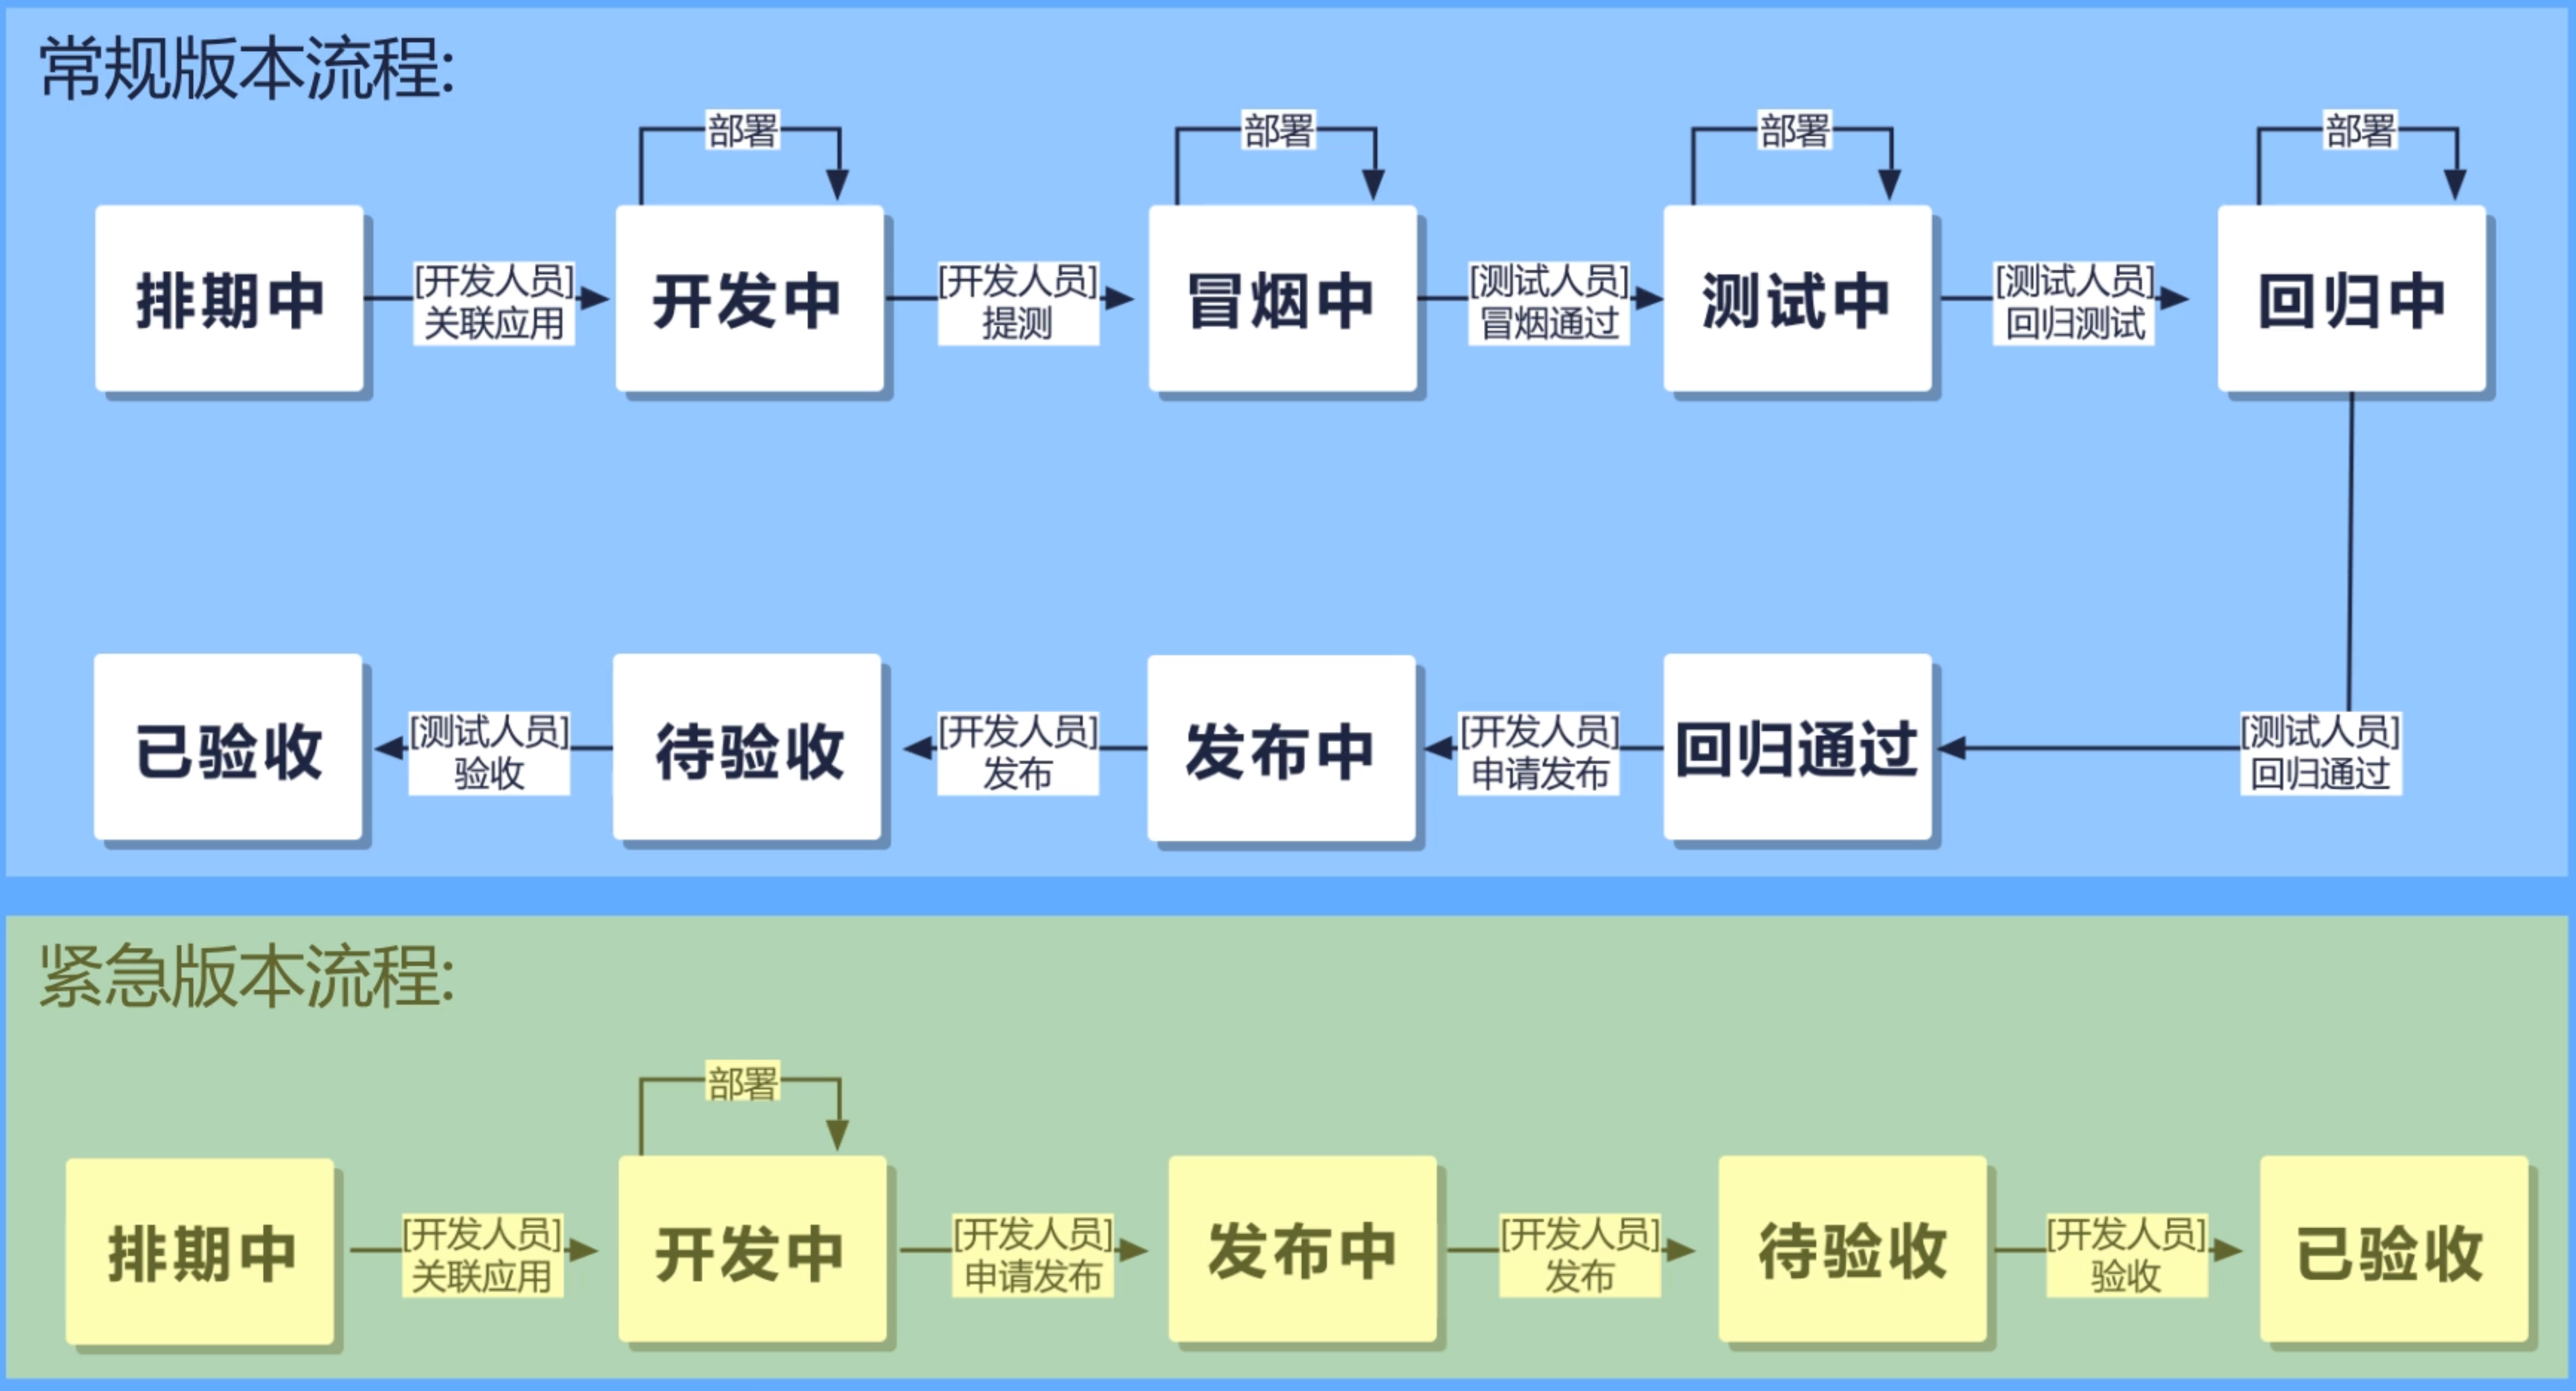 常规版本流程:
部署
部署
部署
部署
排期中
[开发人员]
关联应用
开发中
[开发人员]
提测
冒烟中
[测试人员]
冒烟通过
测试中
[测试人员]
回归测试
回归中
[测试人员]
回归通过
回归通过
[开发人员]
申请发布
发布中
[开发人员]
发布
待验收
[测试人员]
验收
已验收
紧急版本流程:
部署
排期中
[开发人员]
关联应用
开发中
[开发人员]
申请发布
发布中
[开发人员]
发布
待验收
[开发人员]
验收
已验收